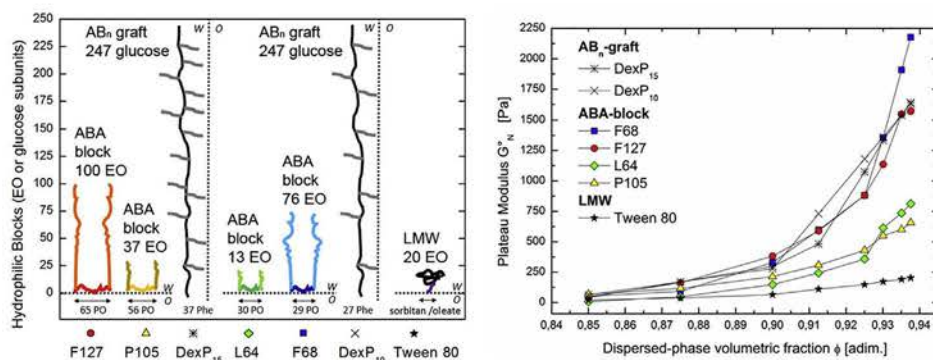 Hydrophilic Blocks (EO or glucose subunits)
250
225
200
175
150
125
100
75
50
25
0
ABₙ graft
247 glucose
W
O
ABₙ graft
247 glucose
W
O
ABA
block
100 EO
ABA
block
37 EO
ABA
block
13 EO
ABA
block
76 EO
LMW
20 EO
W
O
W
O
65 PO
56 PO
37 Phe
30 PO
29 PO
27 Phe
sorbitan /oleate
F127
P105
DexP₁₅
L64
F68
DexP₁₀
Tween 80
Plateau Modulus G°N [Pa]
2250
2000
1750
1500
1250
1000
750
500
250
0
ABₙ-graft
DexP₁₅
DexP₁₀
ABA-block
F68
F127
L64
P105
LMW
Tween 80
0,84
0,85
0,86
0,87
0,88
0,89
0,90
0,91
0,92
0,93
0,94
Dispersed-phase volumetric fraction ϕ [adim.]